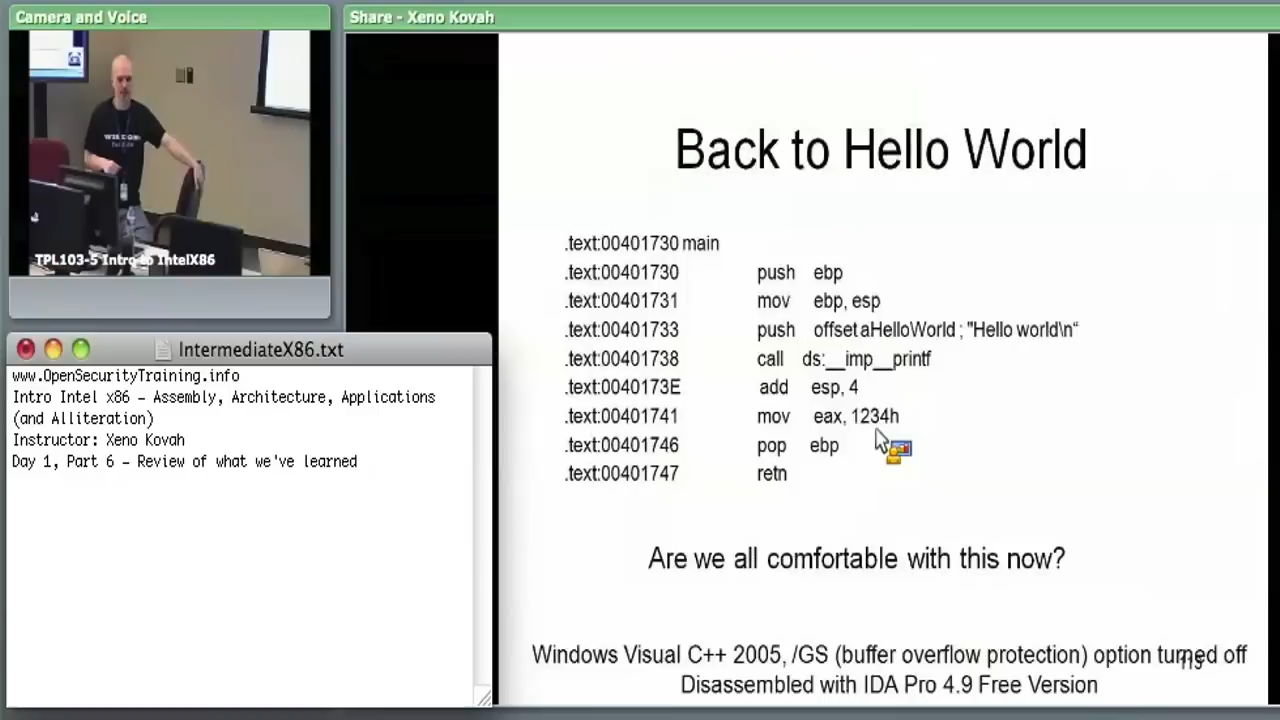 Camera and Voice
TPL103-5 Intro to IntelX86
Share - Xeno Kovah
Back to Hello World
.text:00401730 main
.text:00401730 push ebp
.text:00401731 mov ebp, esp
.text:00401733 push offset aHelloWorld ; "Hello world\n“
.text:00401738 call ds:__imp__printf
.text:0040173E add esp, 4
.text:00401741 mov eax, 1234h
.text:00401746 pop ebp
.text:00401747 retn
Are we all comfortable with this now?
Windows Visual C++ 2005, /GS (buffer overflow protection) option turned off
Disassembled with IDA Pro 4.9 Free Version
IntermediateX86.txt
www.OpenSecurityTraining.info
Intro Intel x86 – Assembly, Architecture, Applications
(and Alliteration)
Instructor: Xeno Kovah
Day 1, Part 6 – Review of what we've learned